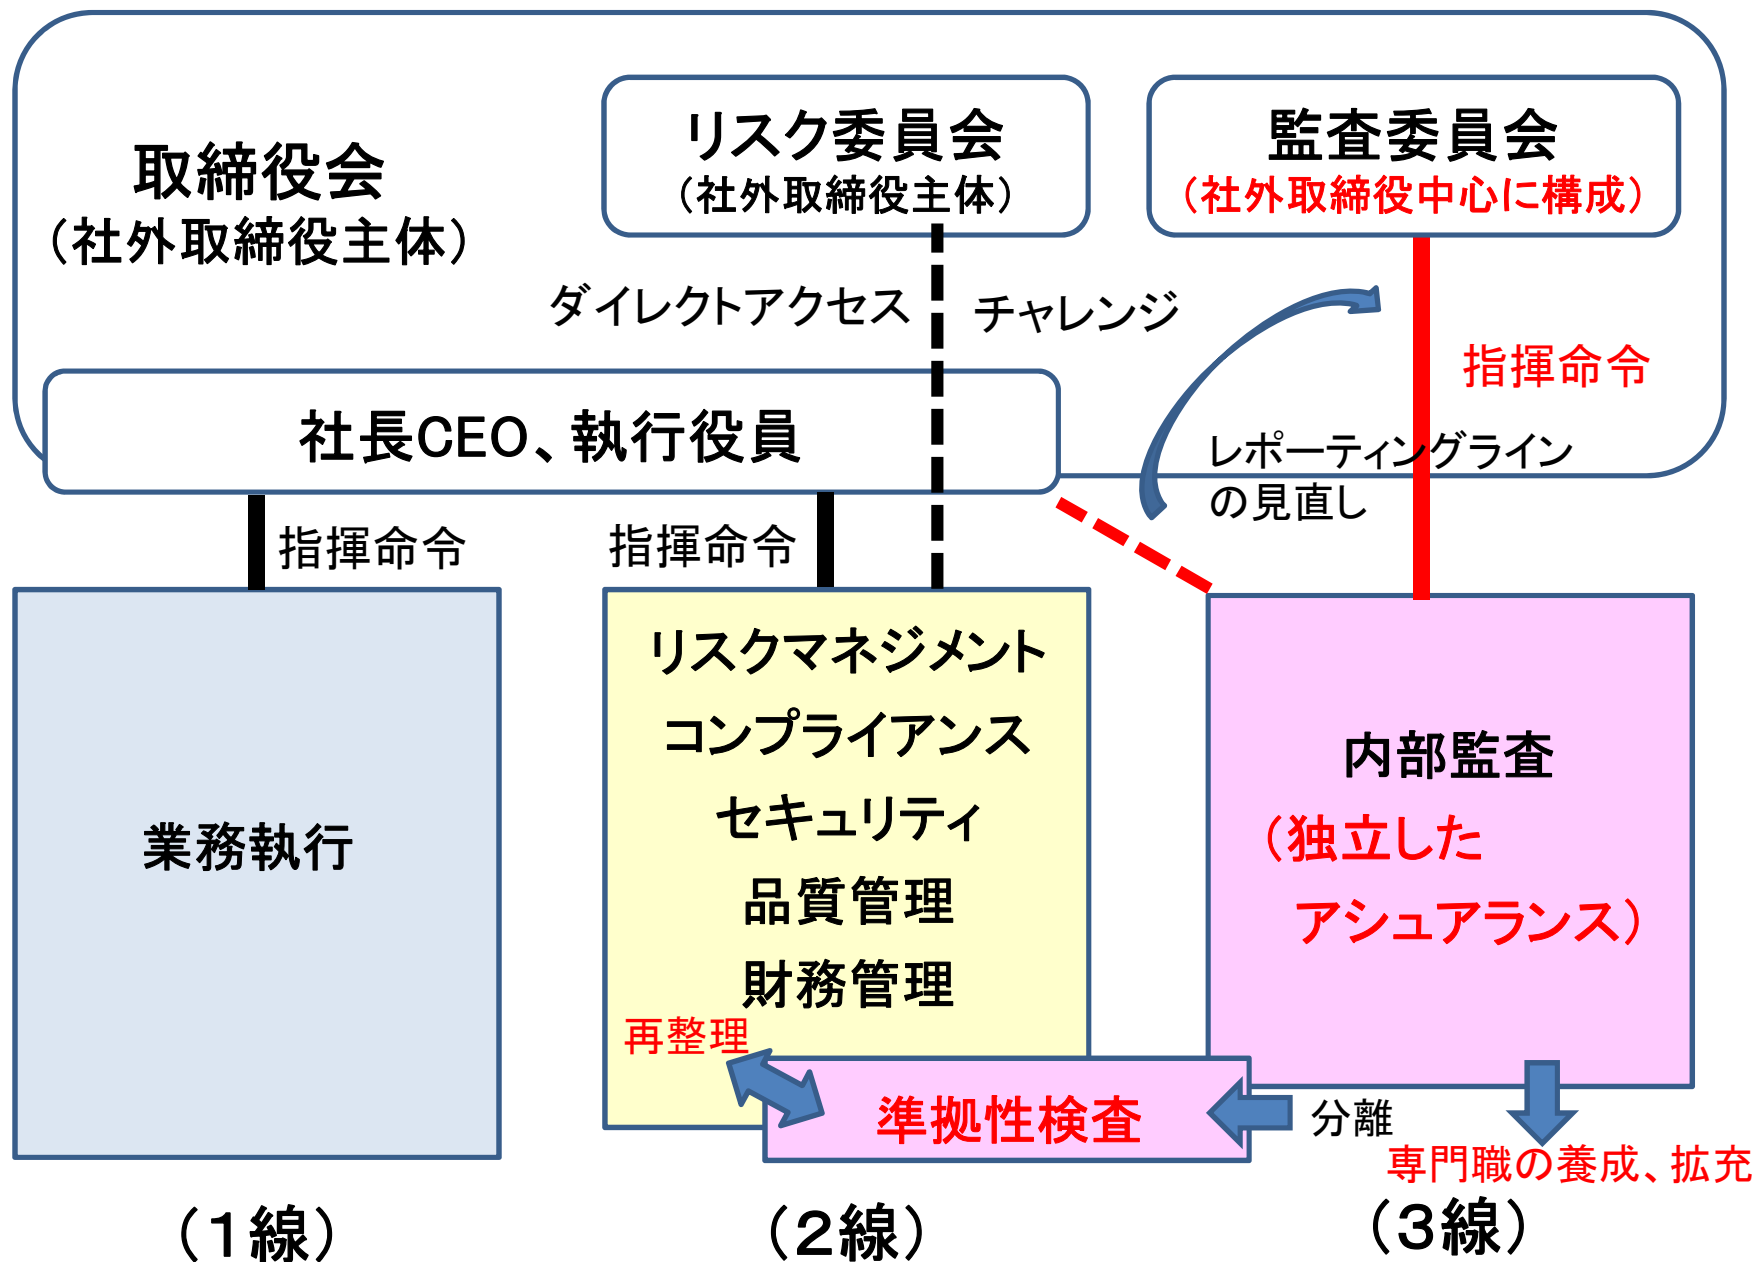 取締役会
（社外取締役主体）
リスク委員会
（社外取締役主体）
監査委員会
（社外取締役中心に構成）
ダイレクトアクセス
チャレンジ
指揮命令
社長CEO、執行役員
レポーティングライン
の見直し
指揮命令
指揮命令
業務執行
リスクマネジメント
コンプライアンス
セキュリティ
品質管理
財務管理
再整理
内部監査
（独立した
アシュアランス）
準拠性検査
分離
専門職の養成、拡充
（１線）
（２線）
（３線）